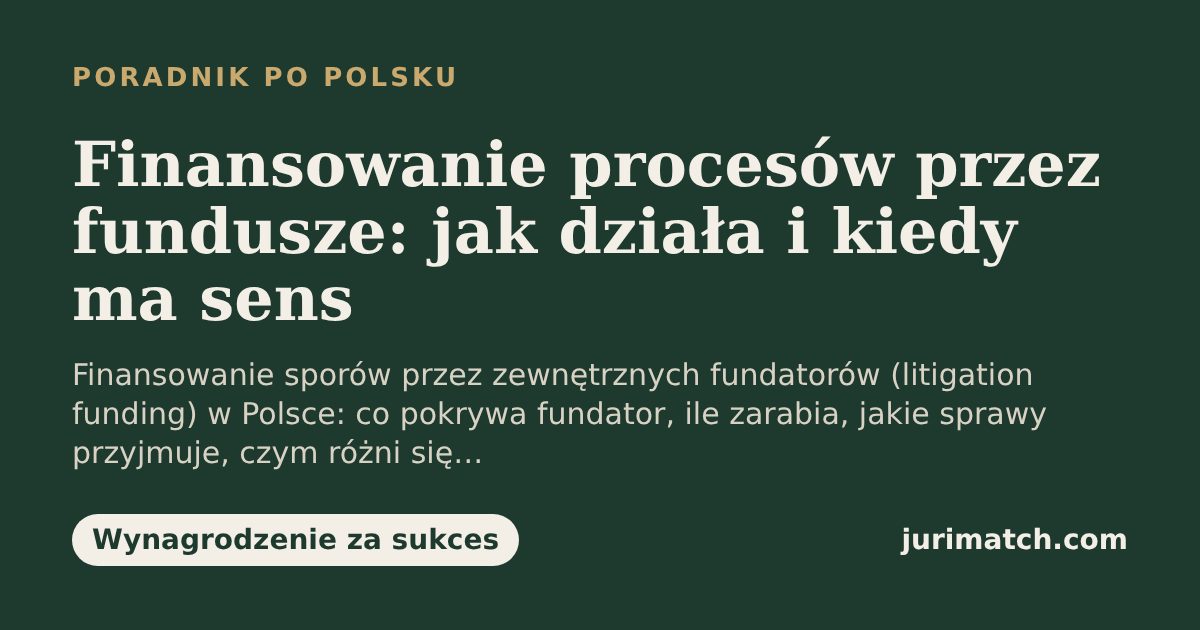 PORADNIK PO POLSKU
Finansowanie procesów przez
fundusze: jak działa i kiedy
ma sens
Finansowanie sporów przez zewnętrznych fundatorów (litigation
funding) w Polsce: co pokrywa fundator, ile zarabia, jakie sprawy
przyjmuje, czym różni się…
Wynagrodzenie za sukces
jurimatch.com